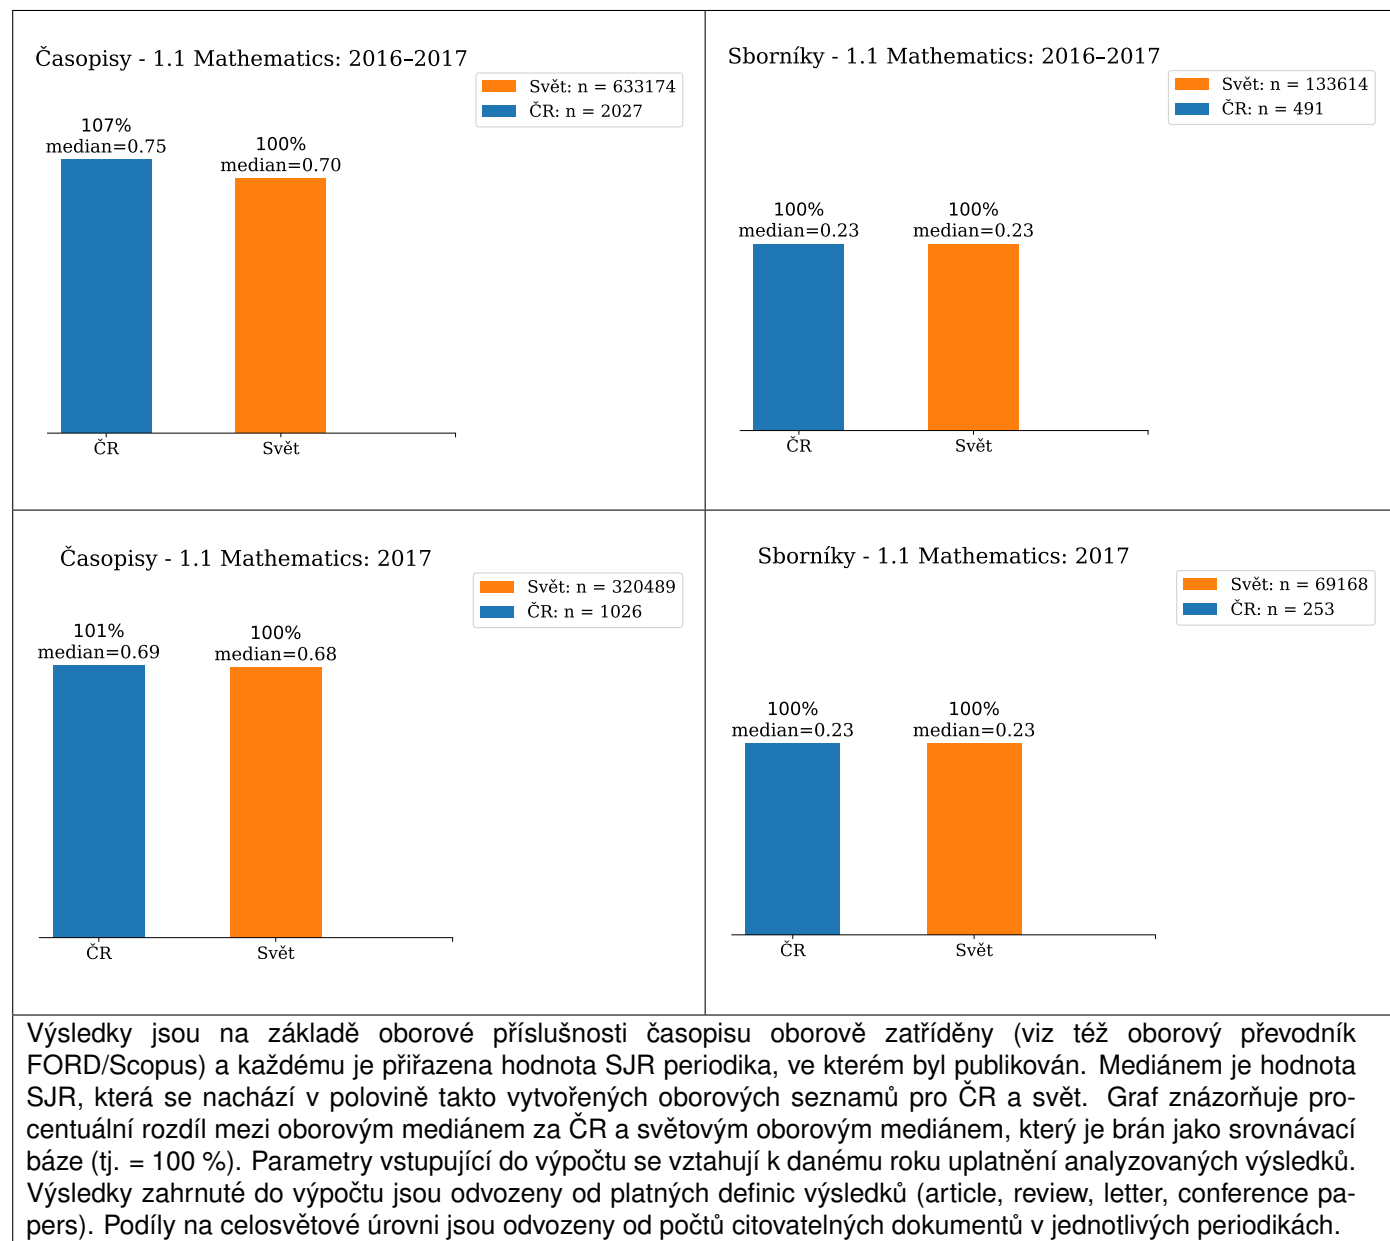 Časopisy - 1.1 Mathematics: 2016–2017
Svět: n = 633174
ČR: n = 2027
107%
median=0.75
100%
median=0.70
ČR
Svět
Sborníky - 1.1 Mathematics: 2016–2017
Svět: n = 133614
ČR: n = 491
100%
median=0.23
100%
median=0.23
ČR
Svět
Časopisy - 1.1 Mathematics: 2017
Svět: n = 320489
ČR: n = 1026
101%
median=0.69
100%
median=0.68
ČR
Svět
Sborníky - 1.1 Mathematics: 2017
Svět: n = 69168
ČR: n = 253
100%
median=0.23
100%
median=0.23
ČR
Svět
Výsledky jsou na základě oborové příslušnosti časopisu oborově zatříděny (viz též oborový převodník
FORD/Scopus) a každému je přiřazena hodnota SJR periodika, ve kterém byl publikován. Mediánem je hodnota
SJR, která se nachází v polovině takto vytvořených oborových seznamů pro ČR a svět. Graf znázorňuje pro-
centuální rozdíl mezi oborovým mediánem za ČR a světovým oborovým mediánem, který je brán jako srovnávací
báze (tj. = 100 %). Parametry vstupující do výpočtu se vztahují k danému roku uplatnění analyzovaných výsledků.
Výsledky zahrnuté do výpočtu jsou odvozeny od platných definic výsledků (article, review, letter, conference pa-
pers). Podíly na celosvětové úrovni jsou odvozeny od počtů citovatelných dokumentů v jednotlivých periodikách.